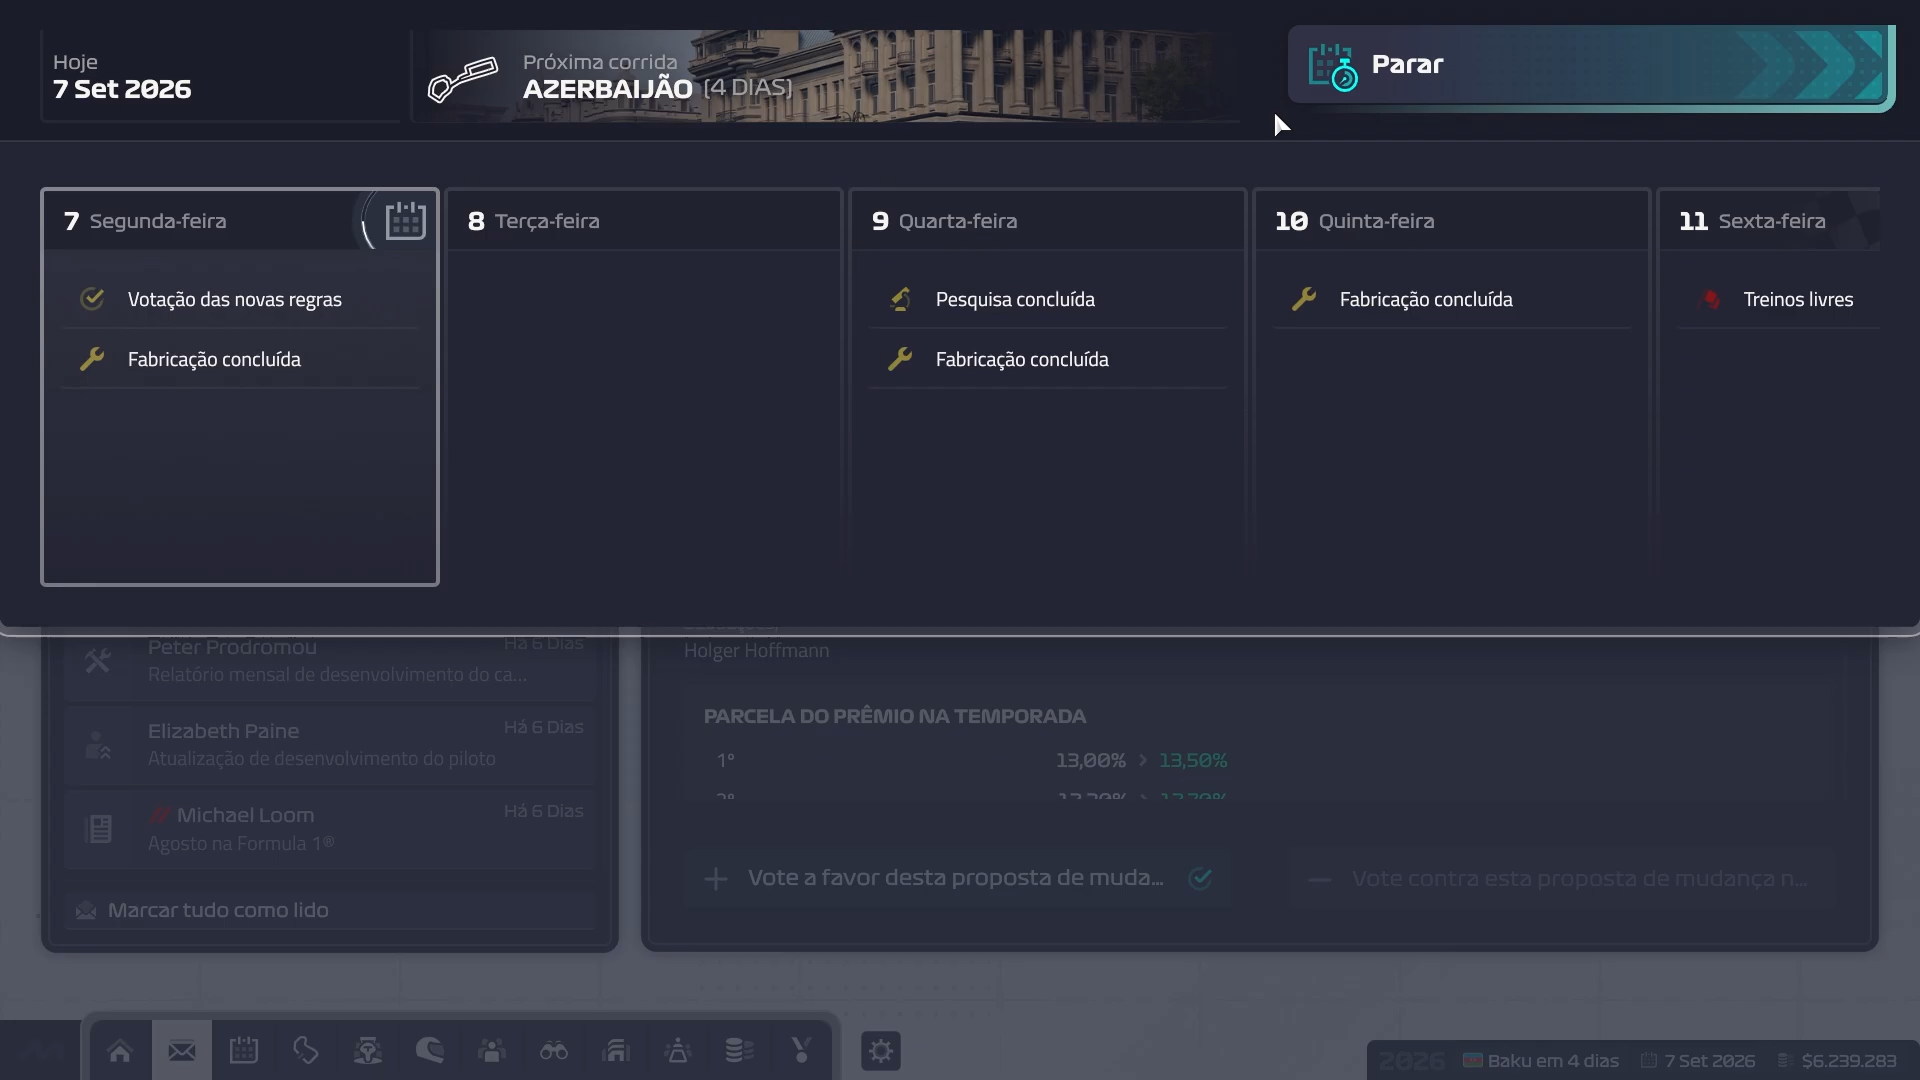 Hoje
7 Set 2026
Próxima corrida
AZERBAIJÃO (4 DIAS)
Parar
7 Segunda-feira
Votação das novas regras
Fabricação concluída
8 Terça-feira
9 Quarta-feira
Pesquisa concluída
Fabricação concluída
10 Quinta-feira
Fabricação concluída
11 Sexta-feira
Treinos livres
Peter Prodromou
Há 6 Dias
Relatório mensal de desenvolvimento do ca...
Elizabeth Paine
Há 6 Dias
Atualização de desenvolvimento do piloto
Michael Loom
Há 6 Dias
Agosto na Formula 1®
Marcar tudo como lido
Holger Hoffmann
PARCELA DO PRÊMIO NA TEMPORADA
1º 13,00% > 13,50%
Vote a favor desta proposta de muda...
Vote contra esta proposta de mudança n...
2026
Baku em 4 dias
7 Set 2026
$6.239.283